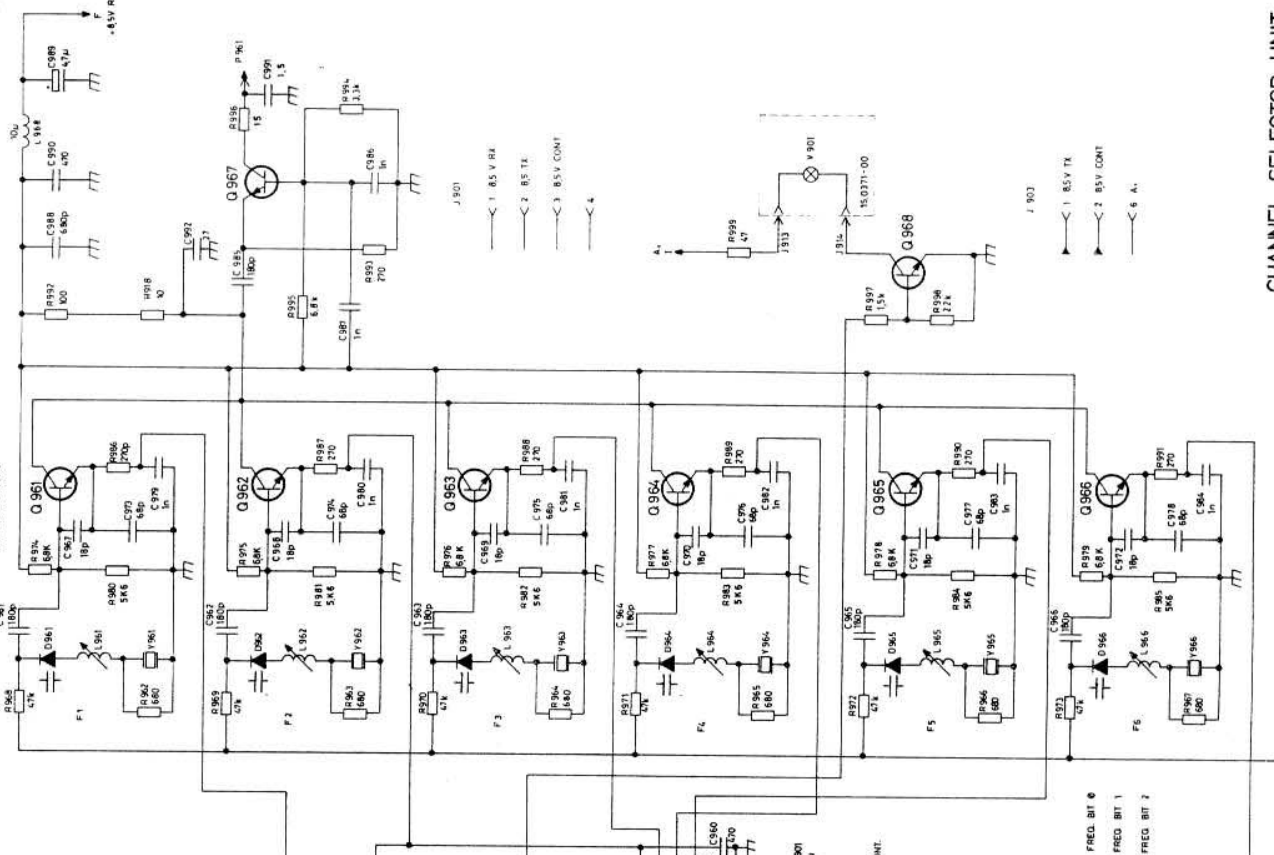 F
+8,5V R
C989
47µ
10µ
L968
C990
470
C988
680p
R992
100
R918
10
C992
27
C985
180p
Q967
R996
15
P961
C991
1,5
R994
3,3k
C986
1n
R993
270
R995
6,8k
C987
1n
J901
1 8,5 V RX
2 8,5 TX
3 8,5V CONT
4
A.
R999
47
J913
V901
15.0371-00
J914
Q968
R997
1,5k
R998
22k
J 903
1 8,5V TX
2 8,5V CONT
6 A.
CHANNEL SELECTOR UNIT
Q961
R974
68K
C967
18p
C973
68p
R986
270p
C979
1n
R980
5K6
180p
D961
L961
Y961
R968
47k
R962
680
F1
Q962
R975
68K
C968
18p
C974
68p
R987
270
C980
1n
R981
5K6
C962
180p
D962
L962
Y962
R969
47k
R963
680
F2
Q963
R976
68K
C969
18p
C975
68p
R988
270
C981
1n
R982
5K6
C963
180p
D963
L963
Y963
R970
47k
R964
680
F3
Q964
R977
68K
C970
18p
C976
68p
R989
270
C982
1n
R983
5K6
C964
180p
D964
L964
Y964
R971
47k
R965
680
F4
Q965
R978
68K
C971
18p
C977
68p
R990
270
C983
1n
R984
5K6
C965
180p
D965
L965
Y965
R972
47k
R966
680
F5
Q966
R979
6,8K
C972
18p
C978
68p
R991
270
C984
1n
R985
5K6
C966
180p
D966
L966
Y966
R973
47k
R967
680
F6
C960
470
901
NT.
FREQ. BIT 0
FREQ. BIT 1
FREQ. BIT 2